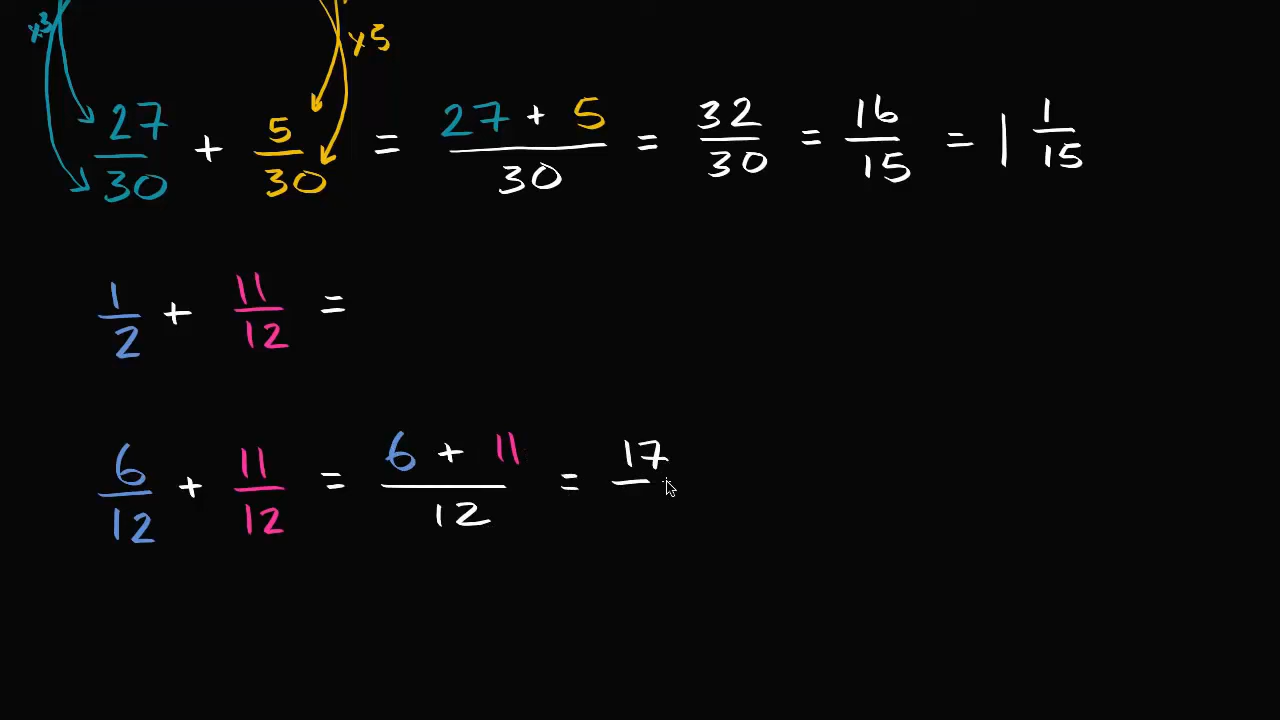 x3 x5
27/30 + 5/30 = 27 + 5/30 = 32/30 = 16/15 = 1 1/15
1/2 + 11/12 =
6/12 + 11/12 = 6 + 11/12 = 17